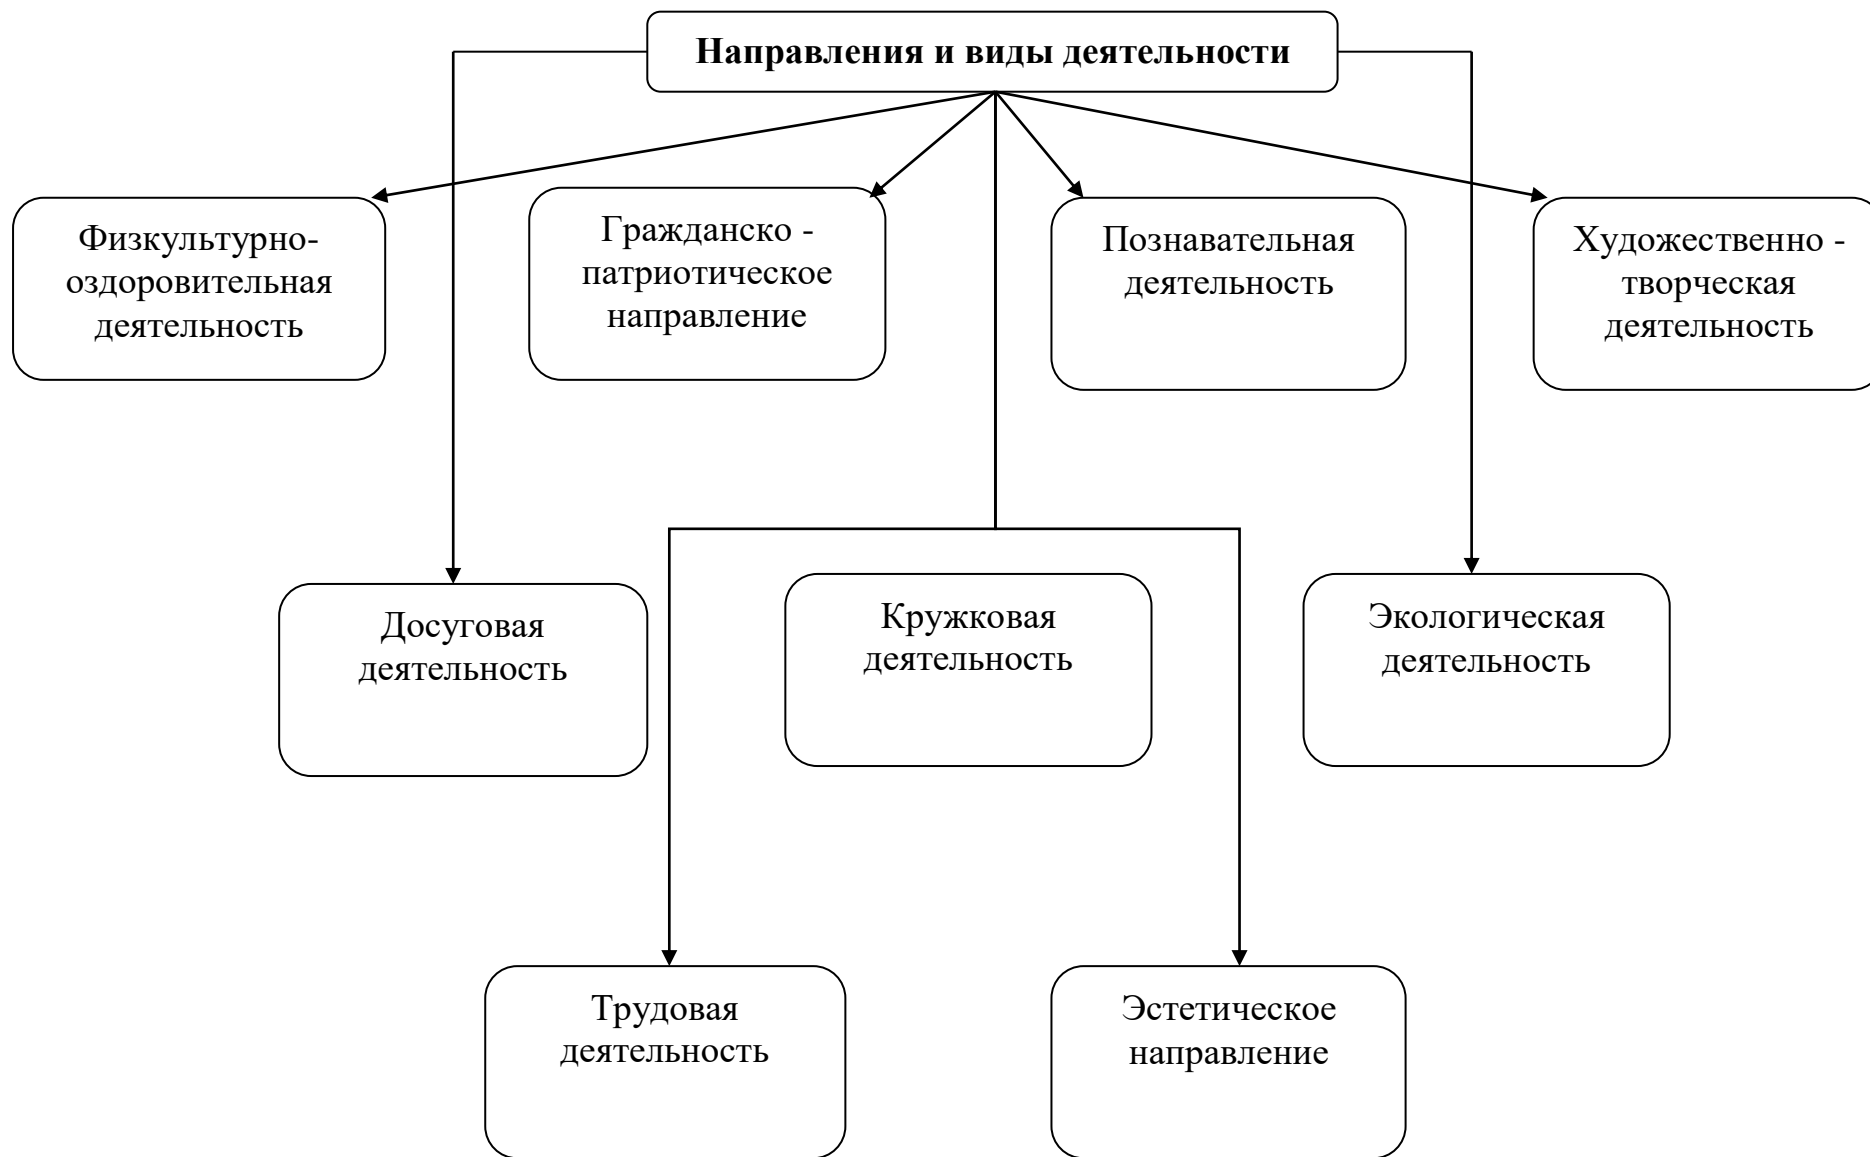 Направления и виды деятельности
Физкультурно-
оздоровительная
деятельность
Гражданско -
патриотическое
направление
Познавательная
деятельность
Художественно -
творческая
деятельность
Досуговая
деятельность
Кружковая
деятельность
Экологическая
деятельность
Трудовая
деятельность
Эстетическое
направление